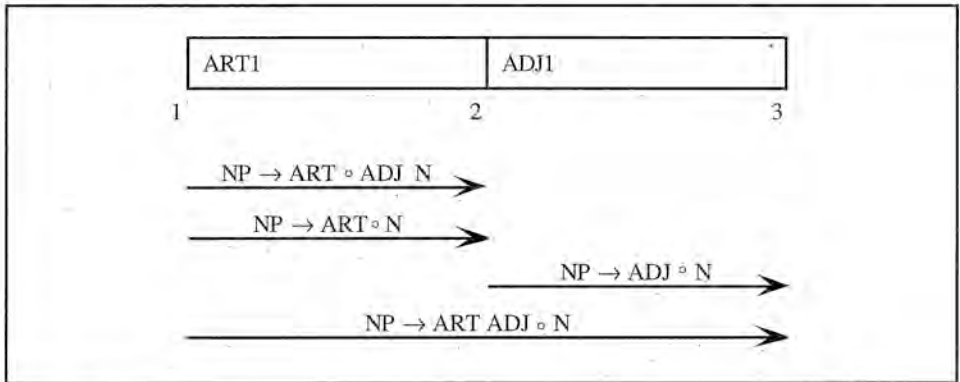 ART1 ADJ1
1 2 3
NP → ART ∘ ADJ N
NP → ART ∘ N
NP → ADJ ∘ N
NP → ART ADJ ∘ N